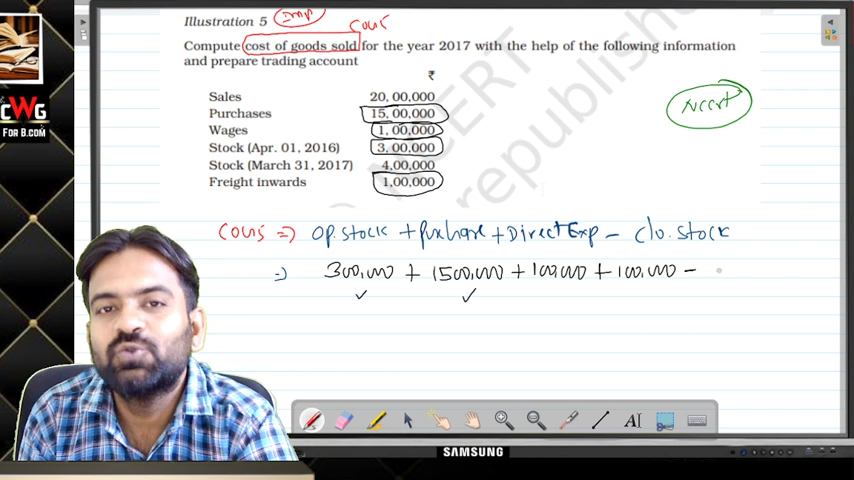 Illustration 5 Imp
COGS
Compute cost of goods sold for the year 2017 with the help of the following information
and prepare trading account
₹
Sales 20,00,000
Purchases 15,00,000
Wages 1,00,000
Stock (Apr. 01, 2016) 3,00,000
Stock (March 31, 2017) 4,00,000
Freight inwards 1,00,000
NCERT
© NCERT
republished
CWG
FOR B.COM
COGS ⇒ Op. Stock + Purchase + Direct Exp - Clo. Stock
⇒ 300,000 + 1500,000 + 100,000 + 100,000 -
AI
SAMSUNG